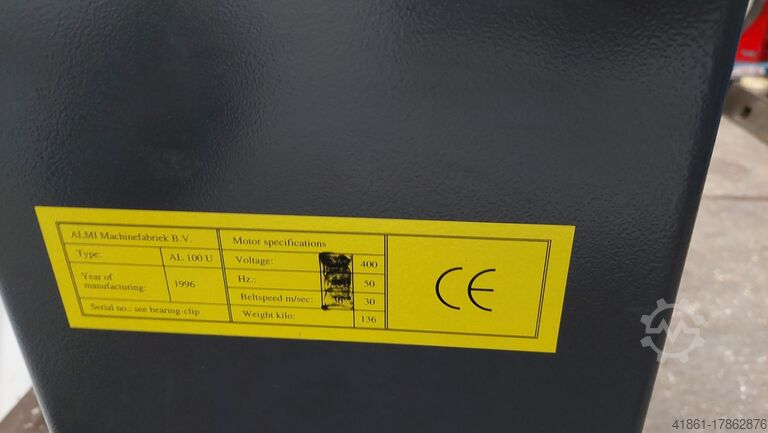 ALMI Machinefabriek B.V.
Type: AL 100 U
Year of
manufacturing: 1996
Serial no.: see bearing-clip
Motor specifications
Voltage: 400
Hz.: 50
Beltspeed m/sec: 30
Weight kilo: 136
CE
41861-17862876